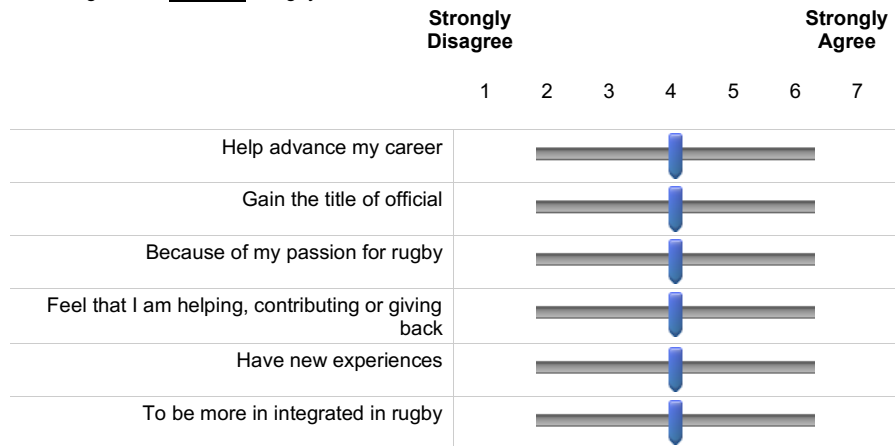 Strongly Disagree
Strongly Agree
1 2 3 4 5 6 7
Help advance my career
Gain the title of official
Because of my passion for rugby
Feel that I am helping, contributing or giving
back
Have new experiences
To be more in integrated in rugby